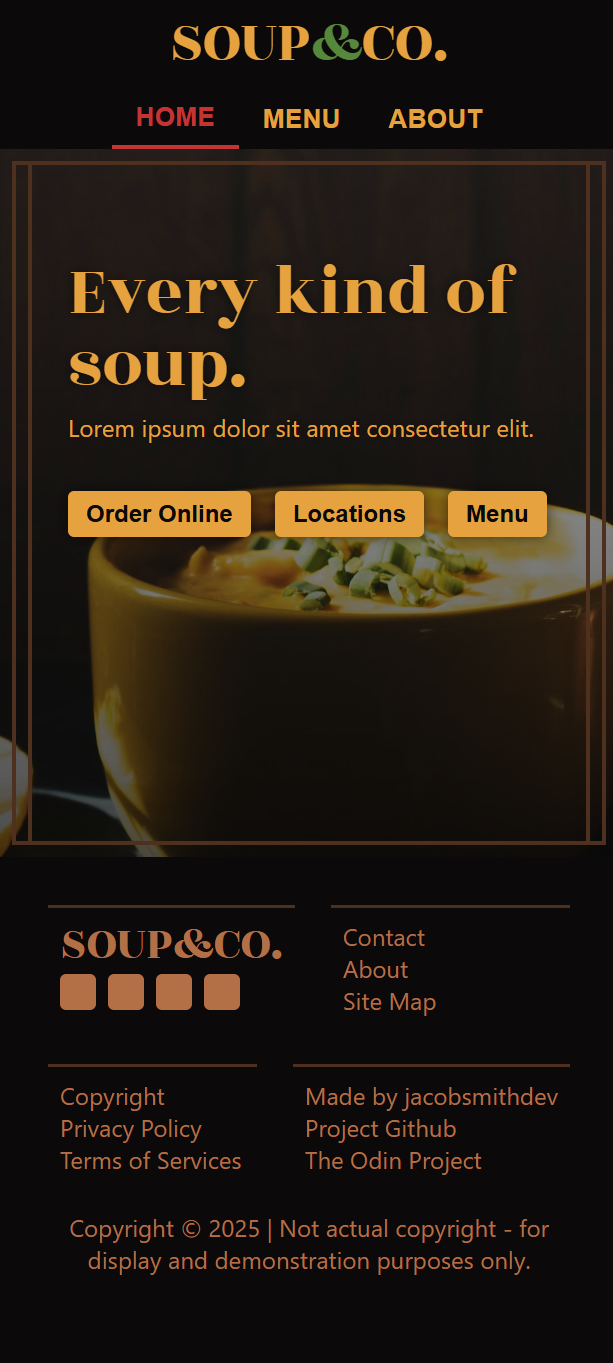 SOUP&CO.
HOME MENU ABOUT
Every kind of
soup.
Lorem ipsum dolor sit amet consectetur elit.
Order Online Locations Menu
SOUP&CO.
Contact
About
Site Map
Copyright
Privacy Policy
Terms of Services
Made by jacobsmithdev
Project Github
The Odin Project
Copyright © 2025 | Not actual copyright - for
display and demonstration purposes only.